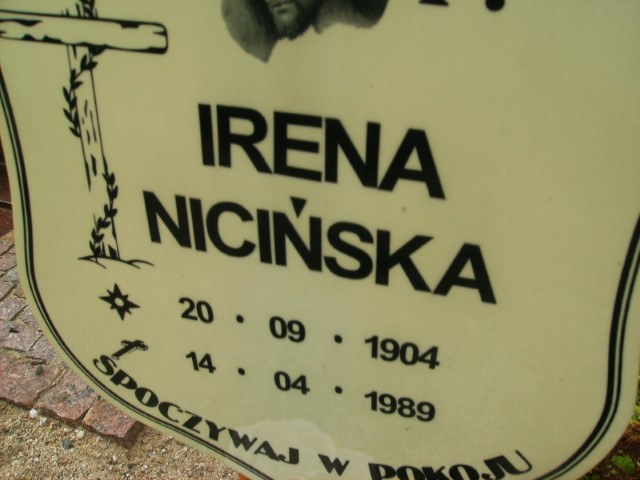 IRENA
NICIŃSKA
20 · 09 · 1904
14 · 04 · 1989
SPOCZYWAJ W POKOJU